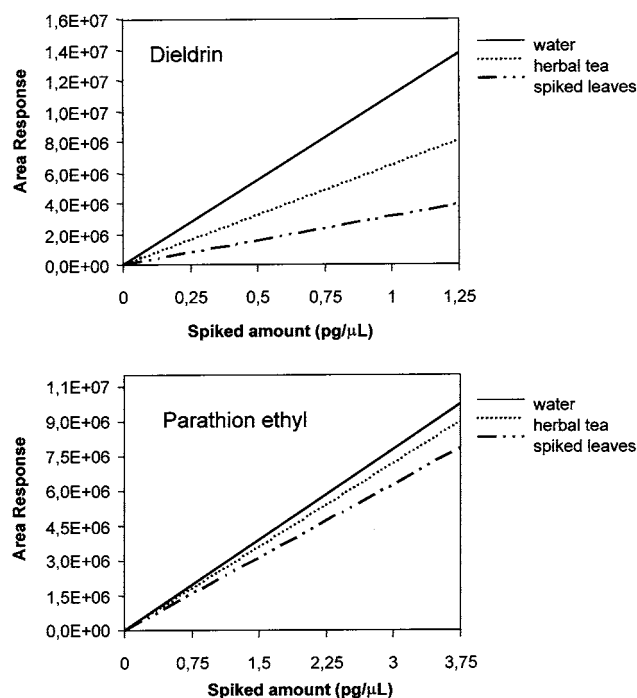 Dieldrin
Area Response
1,6E+07
1,4E+07
1,2E+07
1,0E+07
8,0E+06
6,0E+06
4,0E+06
2,0E+06
0,0E+00
0 0,25 0,5 0,75 1 1,25
Spiked amount (pg/μL)
water
herbal tea
spiked leaves
Parathion ethyl
Area Response
1,1E+07
9,0E+06
7,5E+06
6,0E+06
3,0E+06
1,5E+06
0,0E+00
0 0,75 1,5 2,25 3 3,75
Spiked amount (pg/μL)
water
herbal tea
spiked leaves